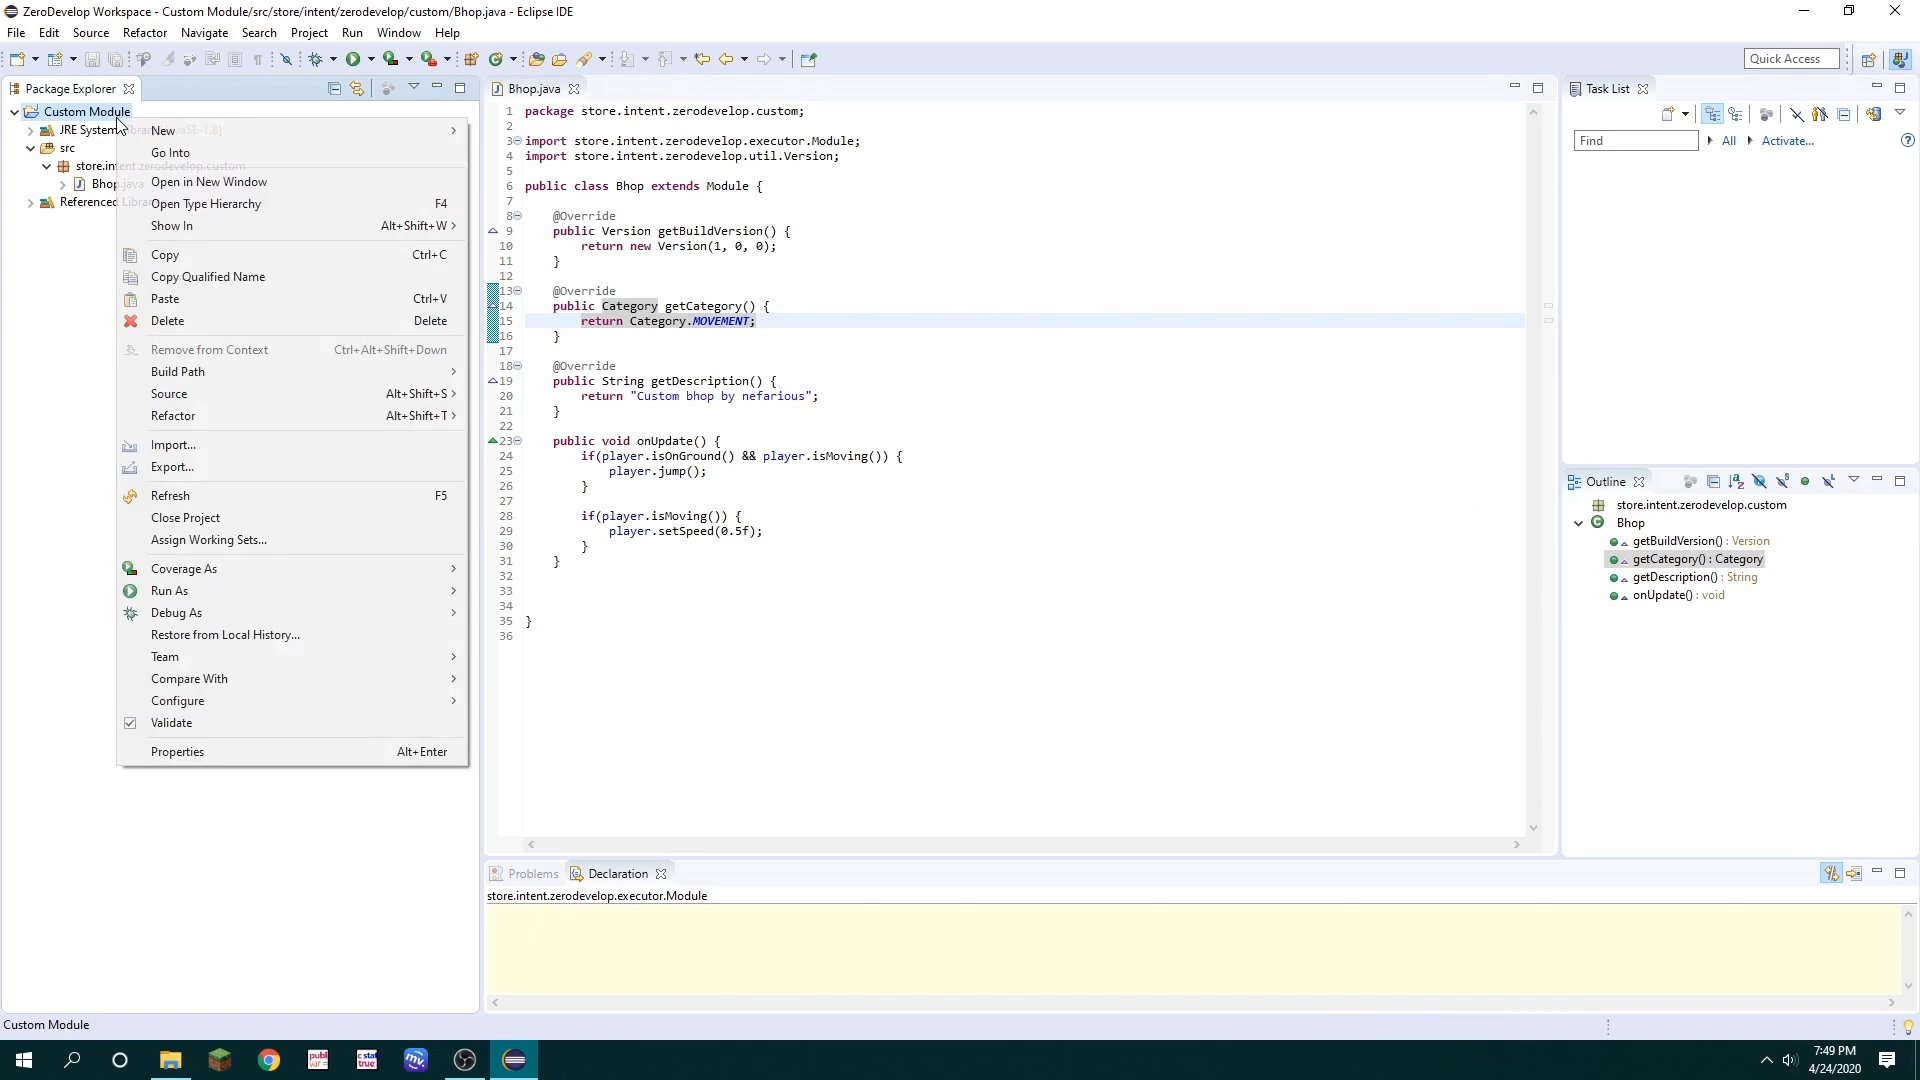 ZeroDevelop Workspace - Custom Module/src/store/intent/zerodevelop/custom/Bhop.java - Eclipse IDE
File Edit Source Refactor Navigate Search Project Run Window Help
Quick Access
Package Explorer
Custom Module
JRE System Library [JavaSE-1.8]
src
store.intent.zerodevelop.custom
Bhop.java
Referenced Libraries
New
Go Into
Open in New Window
Open Type Hierarchy F4
Show In Alt+Shift+W
Copy Ctrl+C
Copy Qualified Name
Paste Ctrl+V
Delete Delete
Remove from Context Ctrl+Alt+Shift+Down
Build Path
Source Alt+Shift+S
Refactor Alt+Shift+T
Import...
Export...
Refresh F5
Close Project
Assign Working Sets...
Coverage As
Run As
Debug As
Restore from Local History...
Team
Compare With
Configure
Validate
Properties Alt+Enter
Bhop.java
1 package store.intent.zerodevelop.custom;
2
3 import store.intent.zerodevelop.executor.Module;
4 import store.intent.zerodevelop.util.Version;
5
6 public class Bhop extends Module {
7
8 @Override
9 public Version getBuildVersion() {
10 return new Version(1, 0, 0);
11 }
12
13 @Override
14 public Category getCategory() {
15 return Category.MOVEMENT;
16 }
17
18 @Override
19 public String getDescription() {
20 return "Custom bhop by nefarious";
21 }
22
23 public void onUpdate() {
24 if(player.isOnGround() && player.isMoving()) {
25 player.jump();
26 }
27
28 if(player.isMoving()) {
29 player.setSpeed(0.5f);
30 }
31 }
32
33
34
35 }
36
Problems Declaration
store.intent.zerodevelop.executor.Module
Task List
Find All Activate...
Outline
store.intent.zerodevelop.custom
Bhop
getBuildVersion() : Version
getCategory() : Category
getDescription() : String
onUpdate() : void
Custom Module
publ
var =
c stat
true;
mv
7:49 PM
4/24/2020